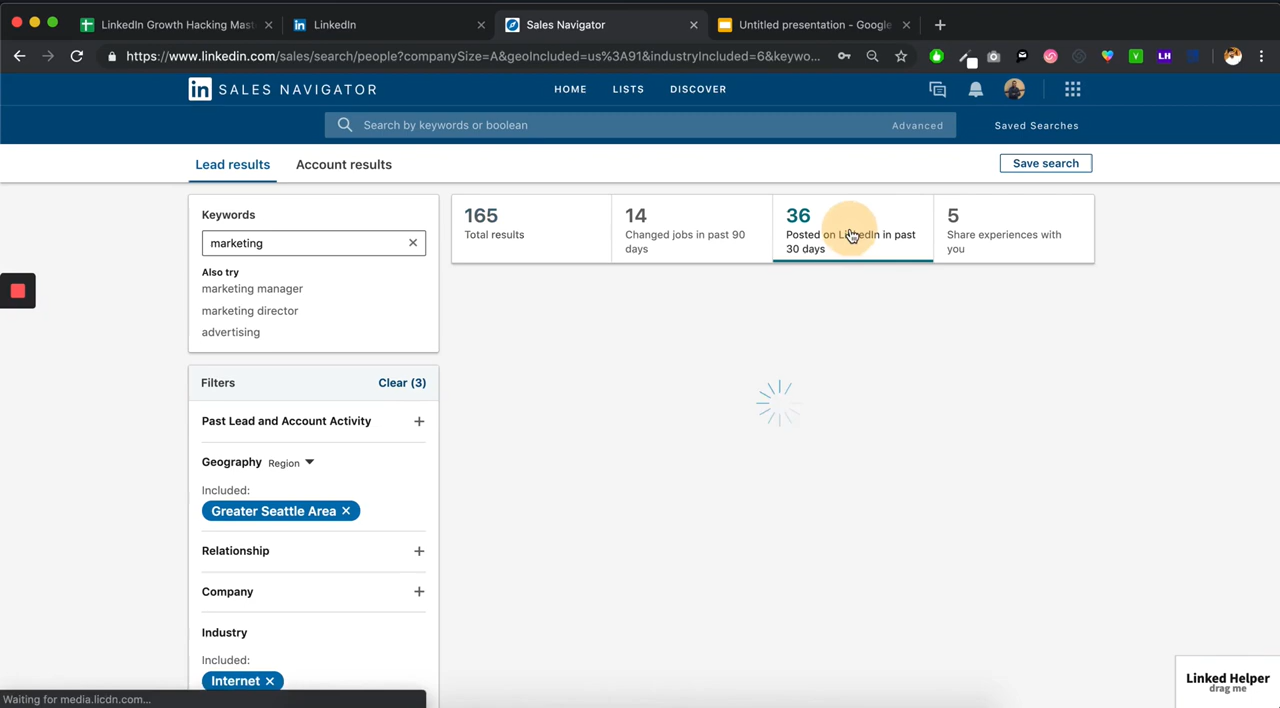 LinkedIn Growth Hacking Mast
LinkedIn
Sales Navigator
Untitled presentation - Google
https://www.linkedin.com/sales/search/people?companySize=A&geoIncluded=us%3A91&industryIncluded=6&keywo...
Y
LH
in SALES NAVIGATOR
HOME
LISTS
DISCOVER
Search by keywords or boolean
Advanced
Saved Searches
Lead results
Account results
Save search
Keywords
marketing
Also try
marketing manager
marketing director
advertising
165
Total results
14
Changed jobs in past 90
days
36
Posted on LinkedIn in past
30 days
5
Share experiences with
you
Filters
Clear (3)
Past Lead and Account Activity
Geography Region
Included:
Greater Seattle Area
Relationship
Company
Industry
Included:
Internet
Waiting for media.licdn.com...
Linked Helper
drag me